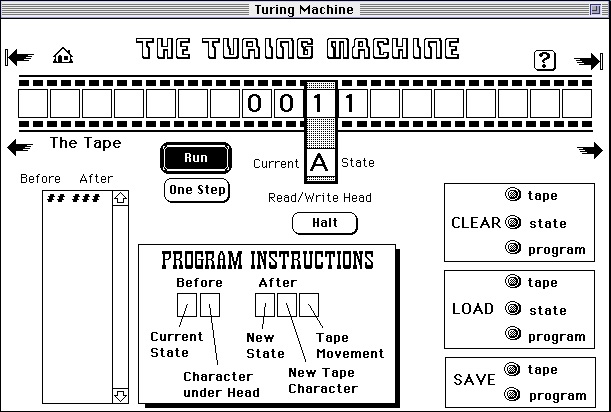 Turing Machine
THE TURING MACHINE
?
0 0 1 1
The Tape
Run
Current A State
Before After
One Step
Read/Write Head
## ###
Halt
CLEAR
tape
state
program
PROGRAM INSTRUCTIONS
Before After
Current
State
Character
under Head
New
State
New Tape
Character
Tape
Movement
LOAD
tape
state
program
SAVE
tape
program